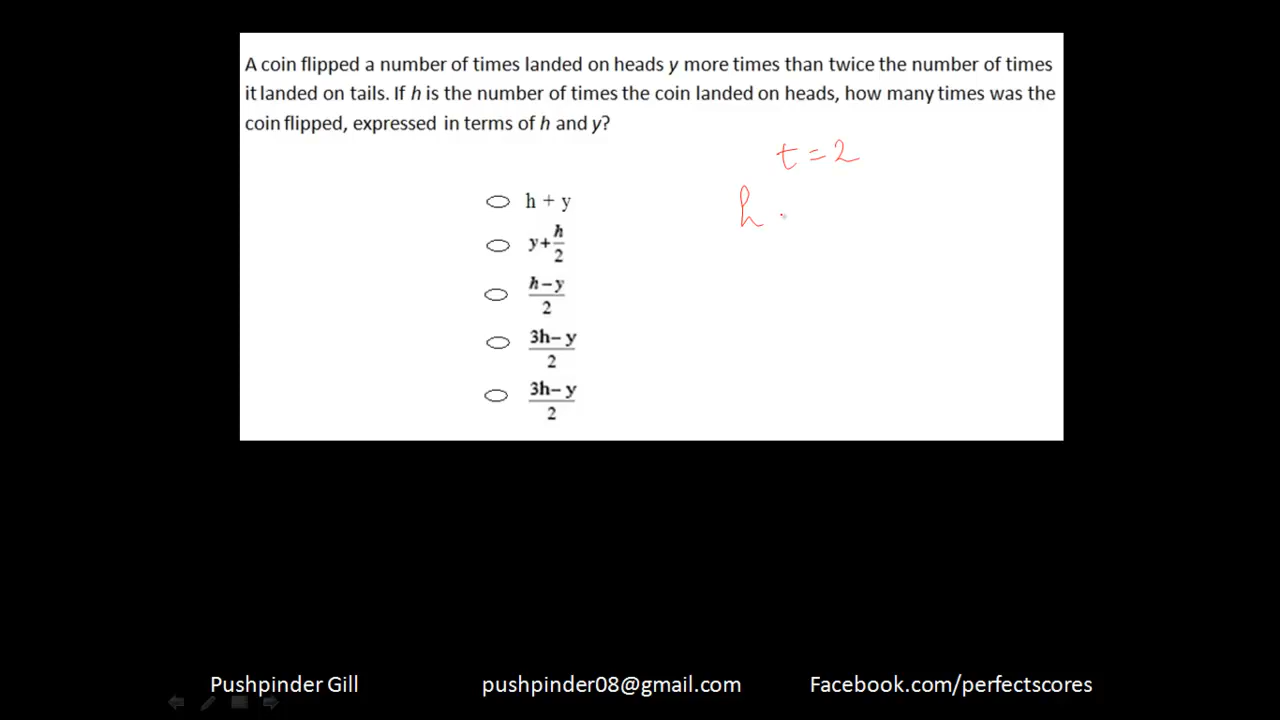 A coin flipped a number of times landed on heads y more times than twice the number of times
it landed on tails. If h is the number of times the coin landed on heads, how many times was the
coin flipped, expressed in terms of h and y?
t = 2
h
h + y
y + h/2
h – y
2
3h – y
2
3h – y
2
Pushpinder Gill pushpinder08@gmail.com Facebook.com/perfectscores